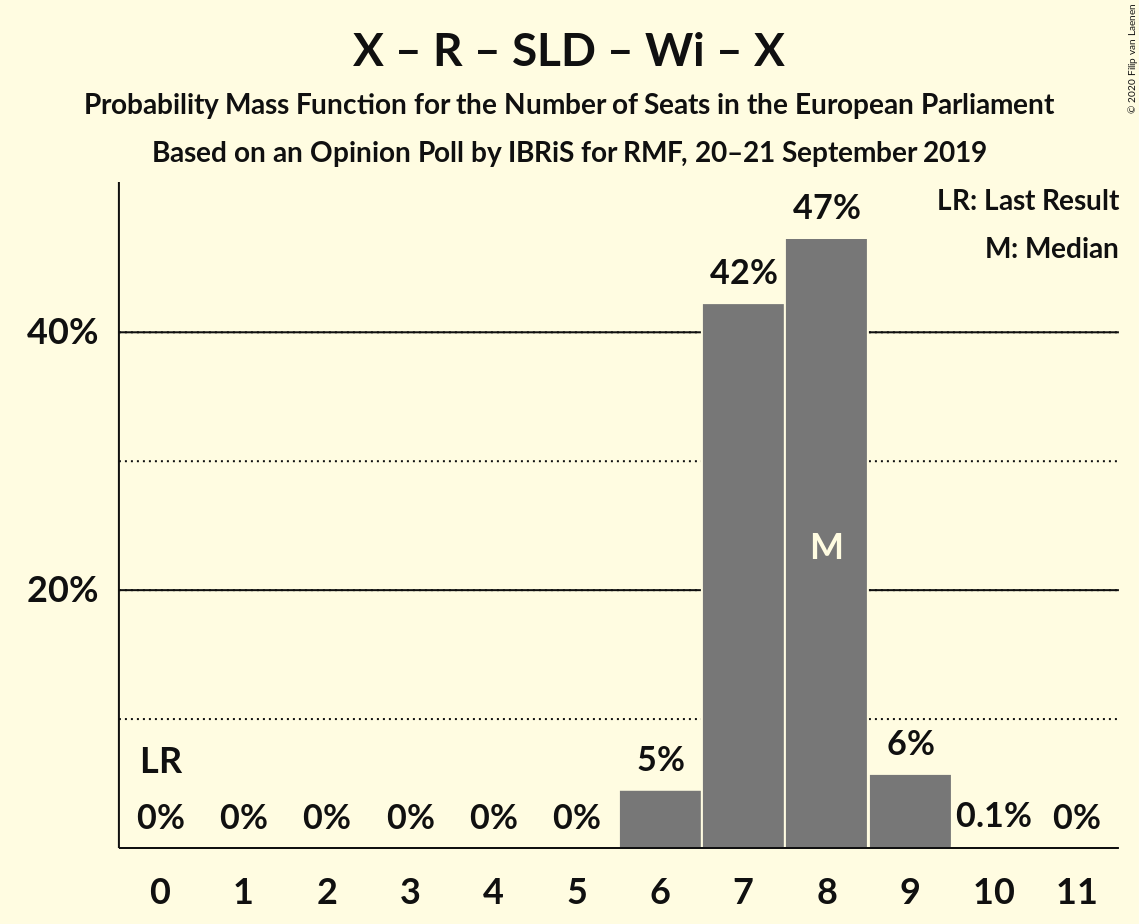 X – R – SLD – Wi – X
Probability Mass Function for the Number of Seats in the European Parliament
Based on an Opinion Poll by IBRiS for RMF, 20–21 September 2019
© 2020 Filip van Laenen
LR: Last Result
M: Median
47%
42%
40%
M
20%
LR
5%
6%
0% 0% 0% 0% 0% 0% 0.1% 0%
0 1 2 3 4 5 6 7 8 9 10 11